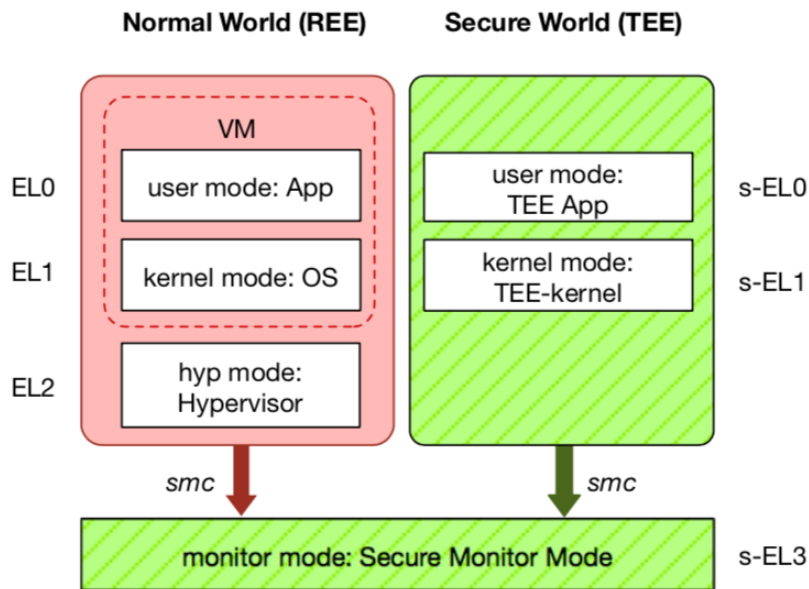 Normal World (REE)
Secure World (TEE)
VM
EL0
user mode: App
user mode:
TEE App
s-EL0
EL1
kernel mode: OS
kernel mode:
TEE-kernel
s-EL1
EL2
hyp mode:
Hypervisor
smc
smc
monitor mode: Secure Monitor Mode
s-EL3